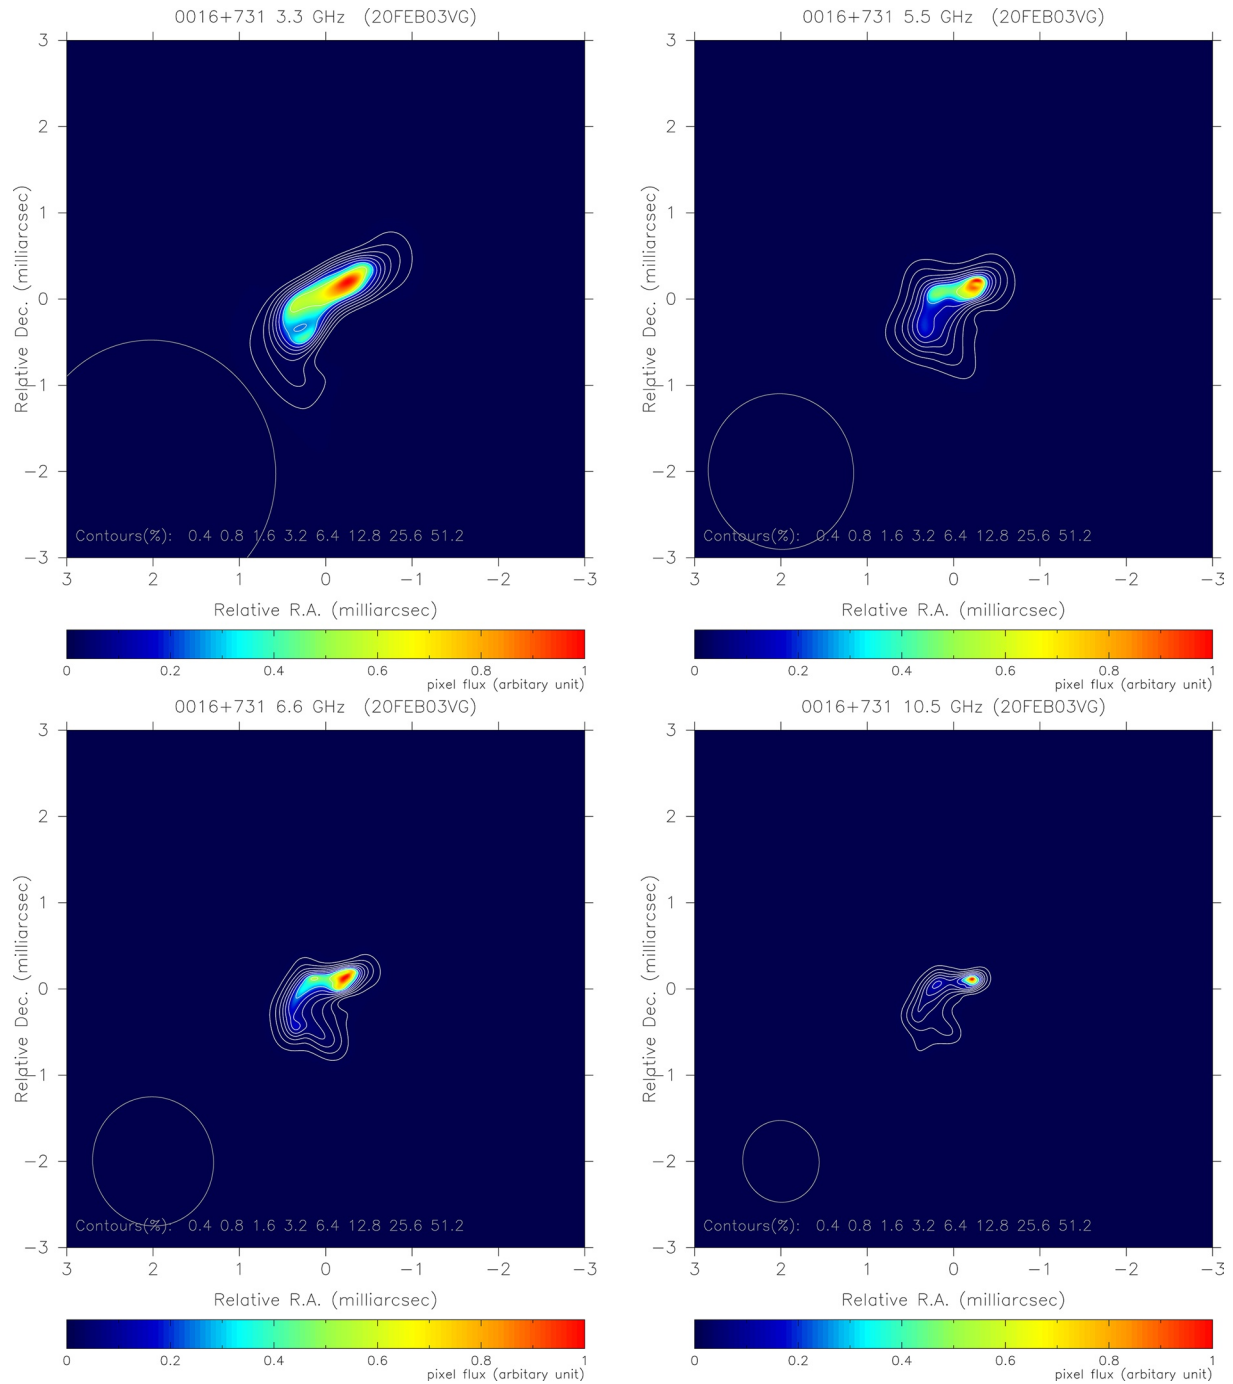 0016+731 3.3 GHz (20FEB03VG)
3
2
1
0
−1
−2
−3
Relative Dec. (milliarcsec)
Contours(%): 0.4 0.8 1.6 3.2 6.4 12.8 25.6 51.2
3 2 1 0 −1 −2 −3
Relative R.A. (milliarcsec)
0 0.2 0.4 0.6 0.8 1
pixel flux (arbitary unit)
0016+731 5.5 GHz (20FEB03VG)
3
2
1
0
−1
−2
−3
Relative Dec. (milliarcsec)
Contours(%): 0.4 0.8 1.6 3.2 6.4 12.8 25.6 51.2
3 2 1 0 −1 −2 −3
Relative R.A. (milliarcsec)
0 0.2 0.4 0.6 0.8 1
pixel flux (arbitary unit)
0016+731 6.6 GHz (20FEB03VG)
3
2
1
0
−1
−2
−3
Relative Dec. (milliarcsec)
Contours(%): 0.4 0.8 1.6 3.2 6.4 12.8 25.6 51.2
3 2 1 0 −1 −2 −3
Relative R.A. (milliarcsec)
0 0.2 0.4 0.6 0.8 1
pixel flux (arbitary unit)
0016+731 10.5 GHz (20FEB03VG)
3
2
1
0
−1
−2
−3
Relative Dec. (milliarcsec)
Contours(%): 0.4 0.8 1.6 3.2 6.4 12.8 25.6 51.2
3 2 1 0 −1 −2 −3
Relative R.A. (milliarcsec)
0 0.2 0.4 0.6 0.8 1
pixel flux (arbitary unit)